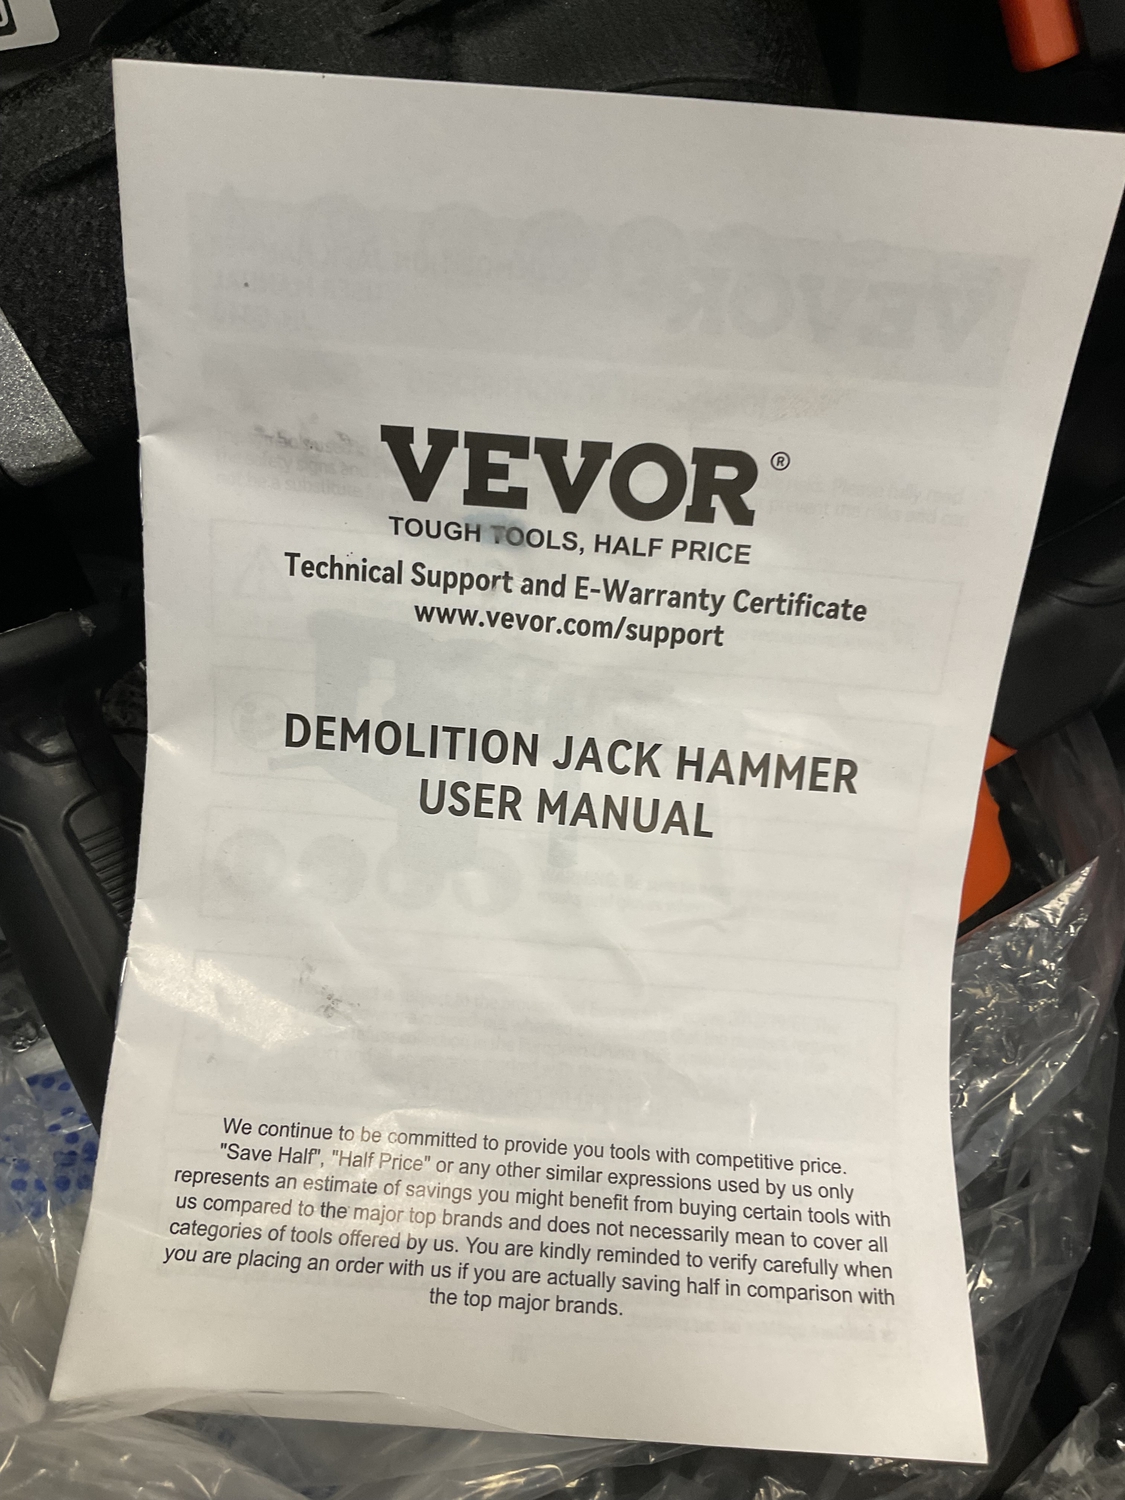 VEVOR®
TOUGH TOOLS, HALF PRICE
Technical Support and E-Warranty Certificate
www.vevor.com/support
DEMOLITION JACK HAMMER
USER MANUAL
We continue to be committed to provide you tools with competitive price.
"Save Half", "Half Price" or any other similar expressions used by us only
represents an estimate of savings you might benefit from buying certain tools with
us compared to the major top brands and does not necessarily mean to cover all
categories of tools offered by us. You are kindly reminded to verify carefully when
you are placing an order with us if you are actually saving half in comparison with
the top major brands.